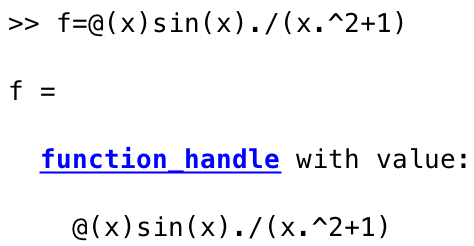 >> f=@(x)sin(x)./(x.^2+1)
f =
function_handle with value:
@(x)sin(x)./(x.^2+1)